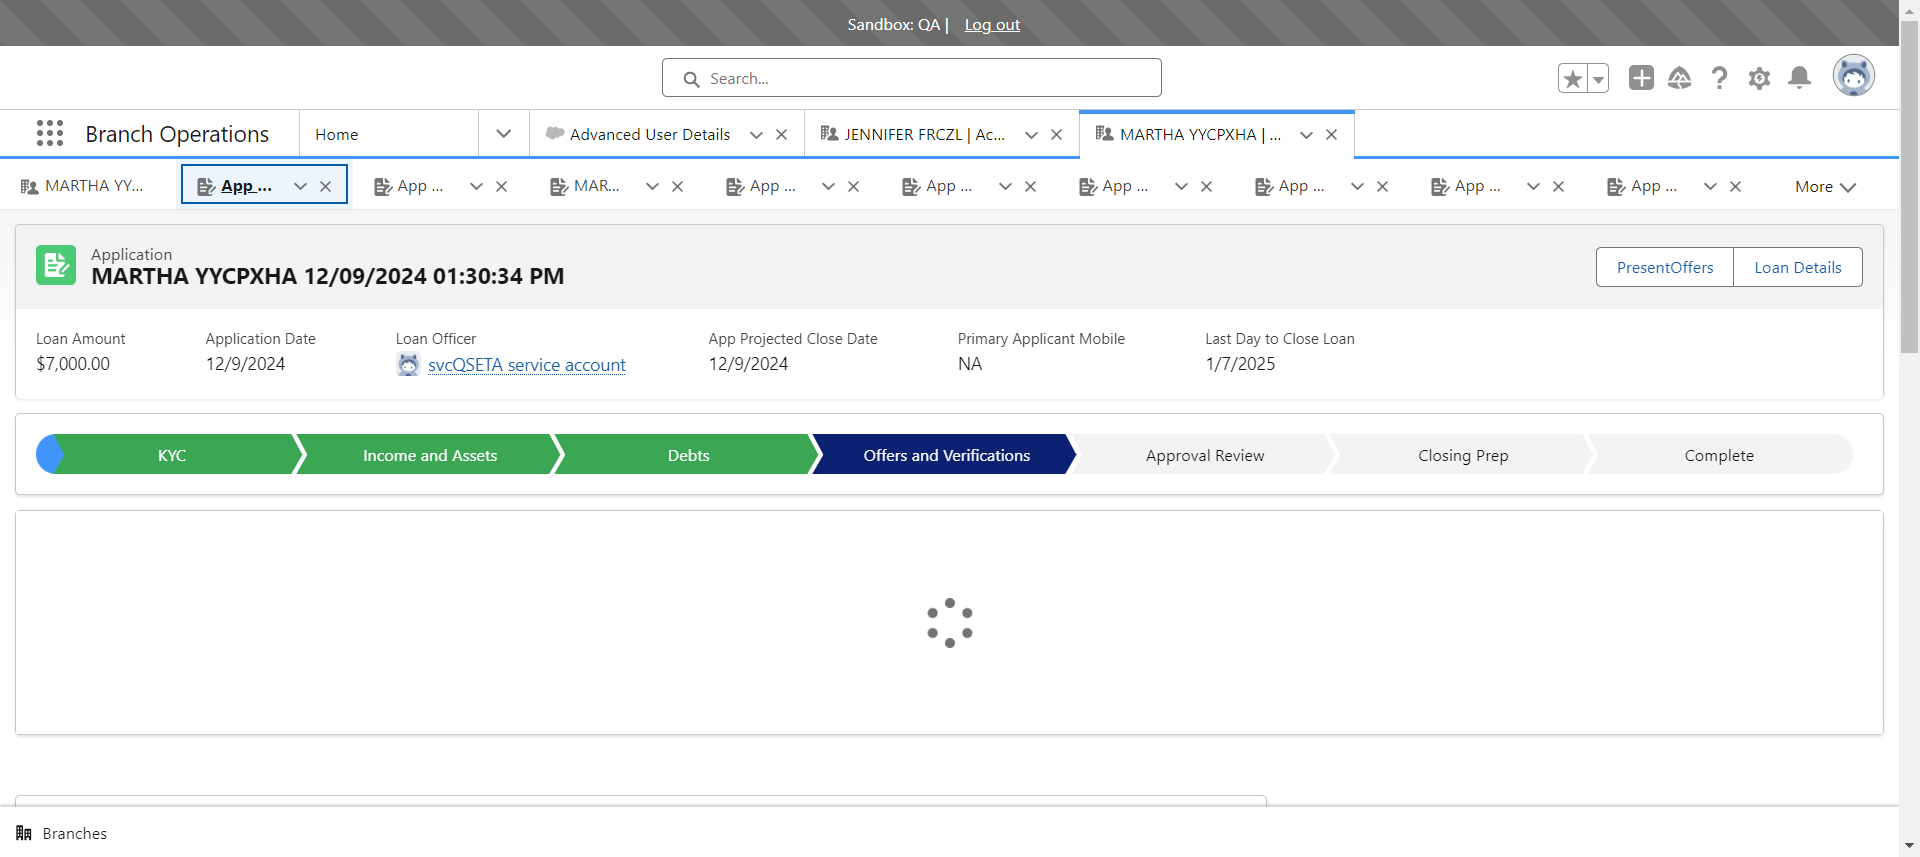 Sandbox: QA | Log out
Search...
Branch Operations Home Advanced User Details JENNIFER FRCZL | Ac... MARTHA YYCPXHA | ...
MARTHA YY... App ... App ... MAR... App ... App ... App ... App ... App ... App ... More
Application
MARTHA YYCPXHA 12/09/2024 01:30:34 PM
PresentOffers Loan Details
Loan Amount Application Date Loan Officer App Projected Close Date Primary Applicant Mobile Last Day to Close Loan
$7,000.00 12/9/2024 svcQSETA service account 12/9/2024 NA 1/7/2025
KYC Income and Assets Debts Offers and Verifications Approval Review Closing Prep Complete
Branches